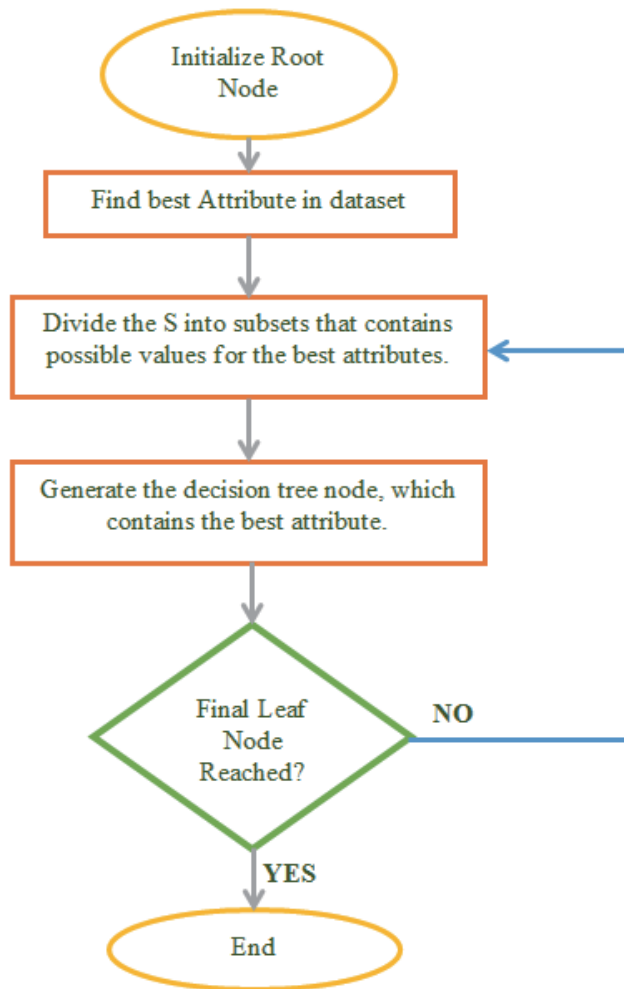 Initialize Root
Node
Find best Attribute in dataset
Divide the S into subsets that contains
possible values for the best attributes.
Generate the decision tree node, which
contains the best attribute.
Final Leaf
Node
Reached?
NO
YES
End